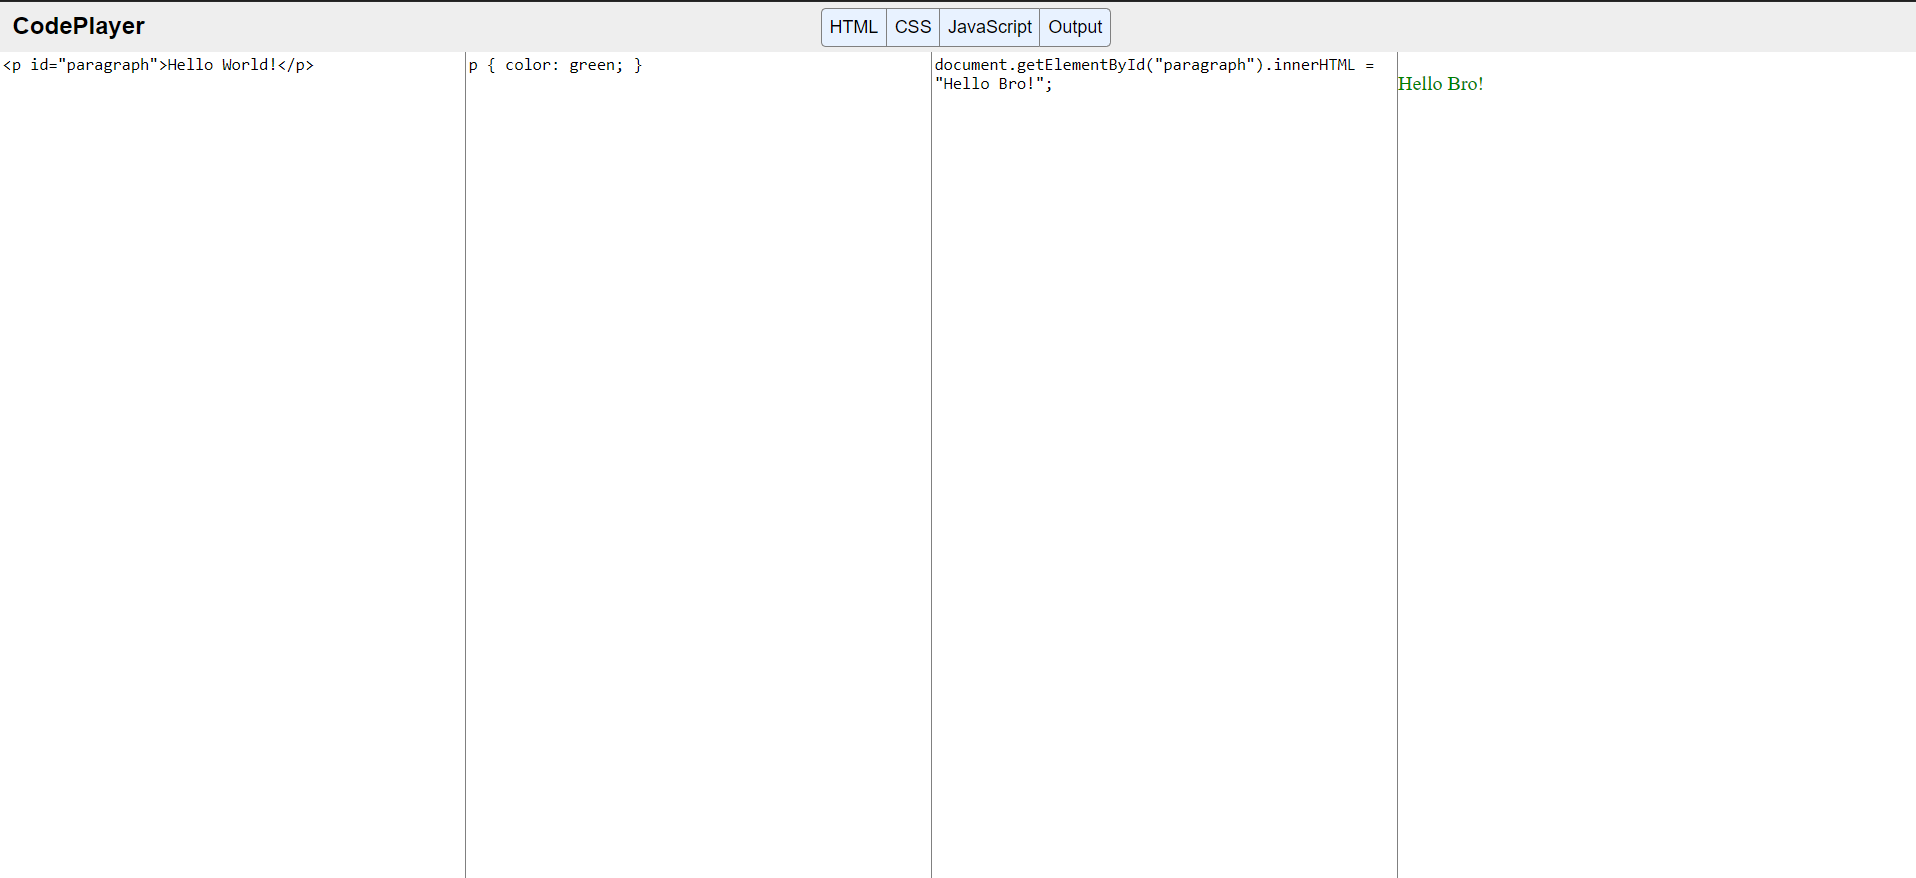 CodePlayer
HTML CSS JavaScript Output
<p id="paragraph">Hello World!</p>
p { color: green; }
document.getElementById("paragraph").innerHTML =
"Hello Bro!";
Hello Bro!